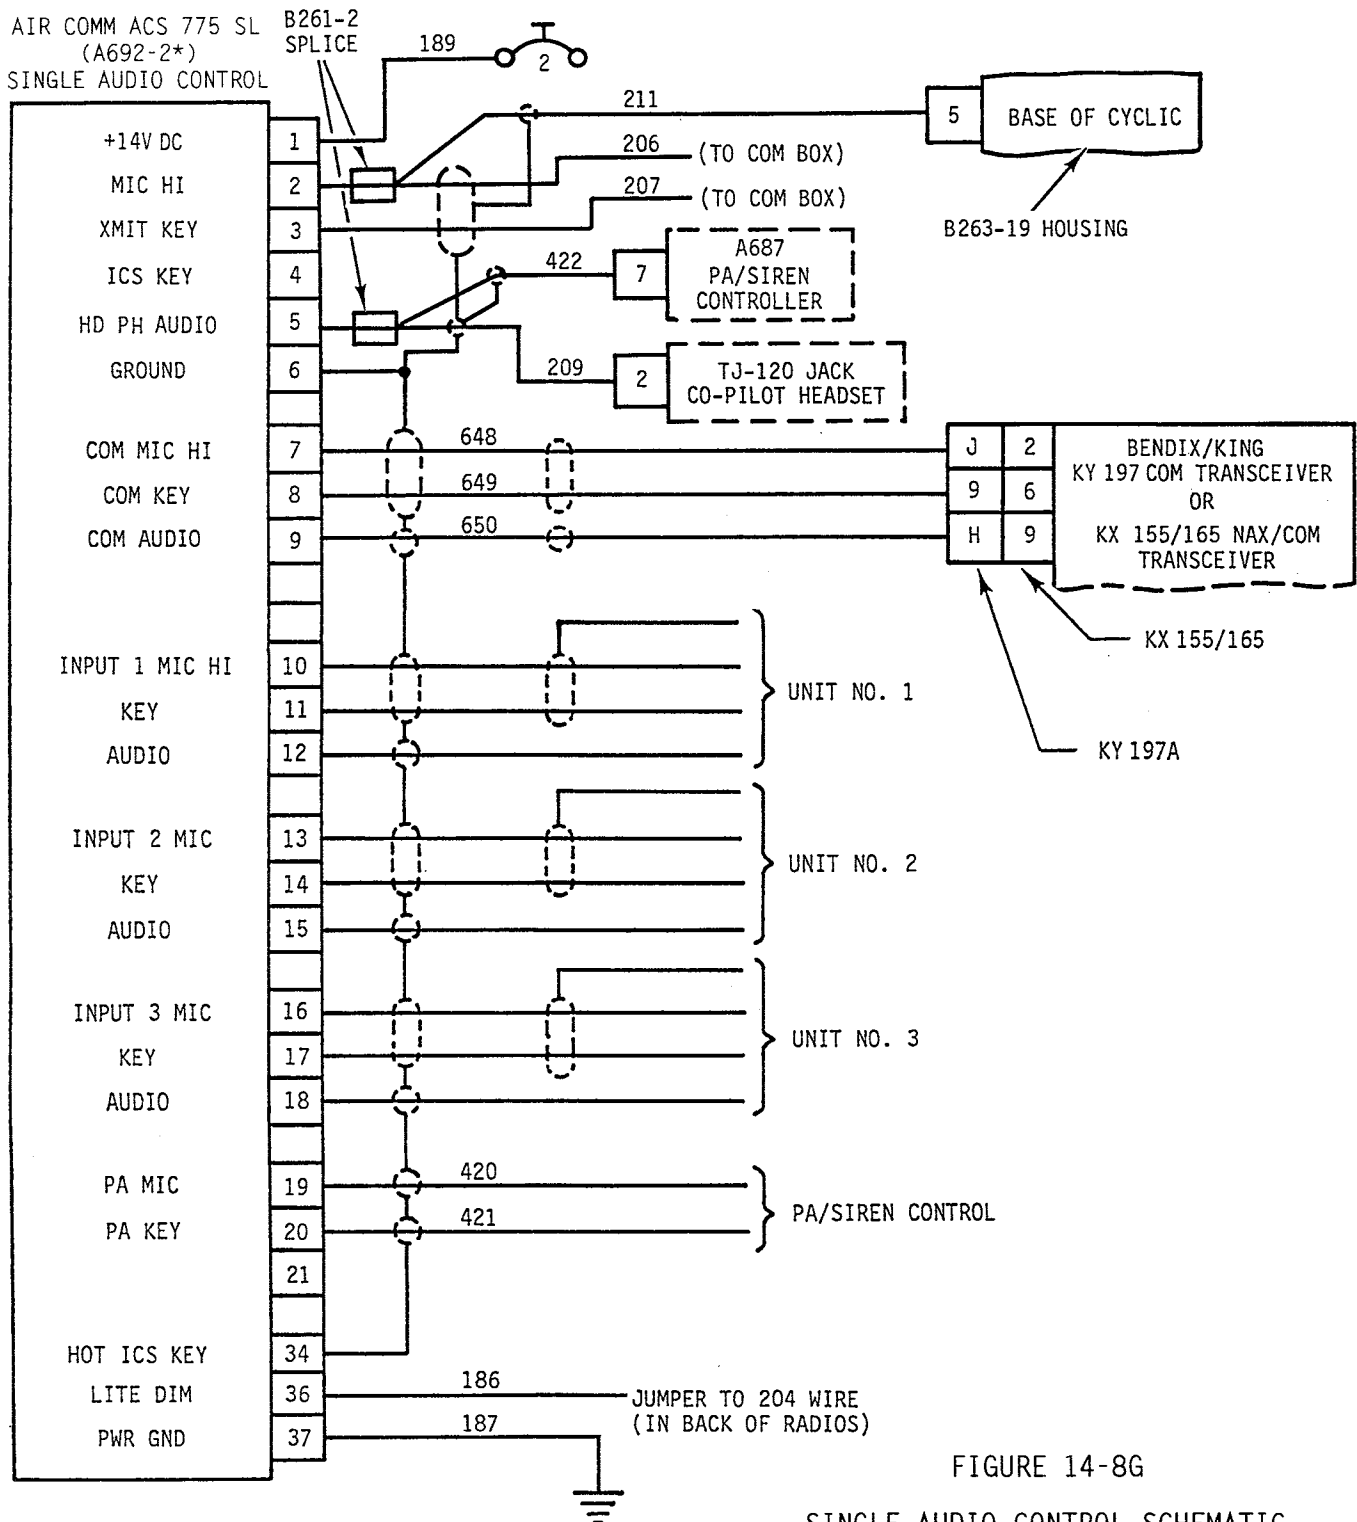 AIR COMM ACS 775 SL
(A692-2*)
SINGLE AUDIO CONTROL
B261-2
SPLICE
189
2
+14V DC 1
MIC HI 2
XMIT KEY 3
ICS KEY 4
HD PH AUDIO 5
GROUND 6
211
5 BASE OF CYCLIC
206 (TO COM BOX)
207 (TO COM BOX)
B263-19 HOUSING
422
7
A687
PA/SIREN
CONTROLLER
209
2
TJ-120 JACK
CO-PILOT HEADSET
COM MIC HI 7 648
COM KEY 8 649
COM AUDIO 9 650
J 2
9 6
H 9
BENDIX/KING
KY 197 COM TRANSCEIVER
OR
KX 155/165 NAX/COM
TRANSCEIVER
KX 155/165
KY 197A
INPUT 1 MIC HI 10
KEY 11
AUDIO 12
UNIT NO. 1
INPUT 2 MIC 13
KEY 14
AUDIO 15
UNIT NO. 2
INPUT 3 MIC 16
KEY 17
AUDIO 18
UNIT NO. 3
PA MIC 19 420
PA KEY 20 421
PA/SIREN CONTROL
21
HOT ICS KEY 34
LITE DIM 36 186
JUMPER TO 204 WIRE
(IN BACK OF RADIOS)
PWR GND 37 187
FIGURE 14-8G
SINGLE AUDIO CONTROL SCHEMATIC